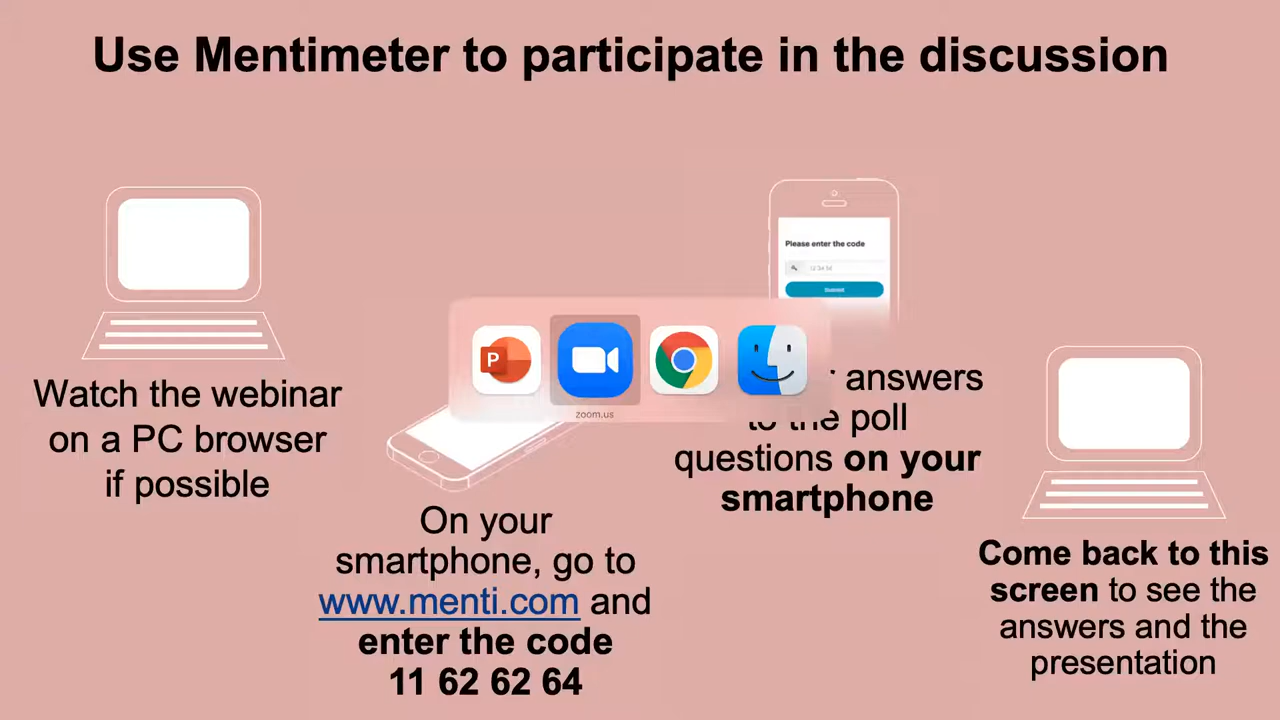 Use Mentimeter to participate in the discussion
Watch the webinar
on a PC browser
if possible
On your
smartphone, go to
www.menti.com and
enter the code
11 62 62 64
Please enter the code
12 34 56
answers
to the poll
questions on your
smartphone
Come back to this
screen to see the
answers and the
presentation
P
zoom.us